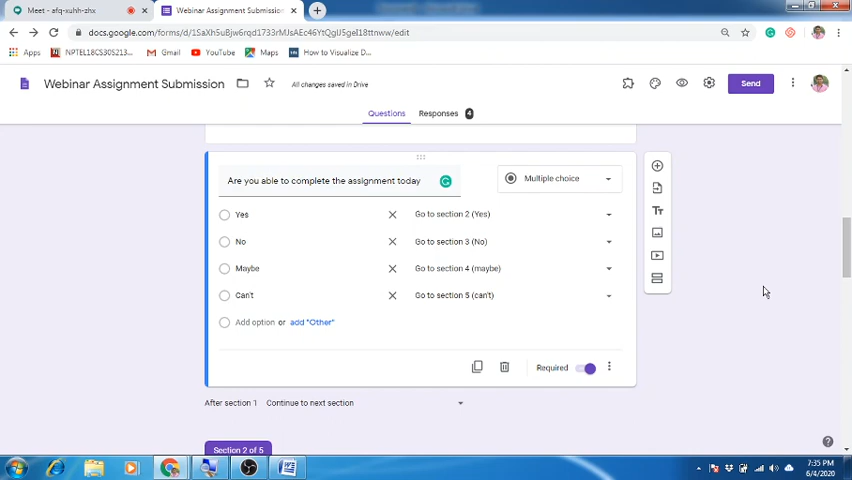 Meet - afq-xuhh-zhx
Webinar Assignment Submission
docs.google.com/forms/d/1SaXh5uBjw6rqd1733rMJsAEc46YtQgIJ5geI18ttnww/edit
Apps
NPTEL18CS30S213...
Gmail
YouTube
Maps
How to Visualize D...
Webinar Assignment Submission
All changes saved in Drive
Send
Questions
Responses 4
Are you able to complete the assignment today
Multiple choice
Yes
Go to section 2 (Yes)
No
Go to section 3 (No)
Maybe
Go to section 4 (maybe)
Can't
Go to section 5 (can't)
Add option or add "Other"
Required
After section 1 Continue to next section
Section 2 of 5
7:35 PM
6/4/2020